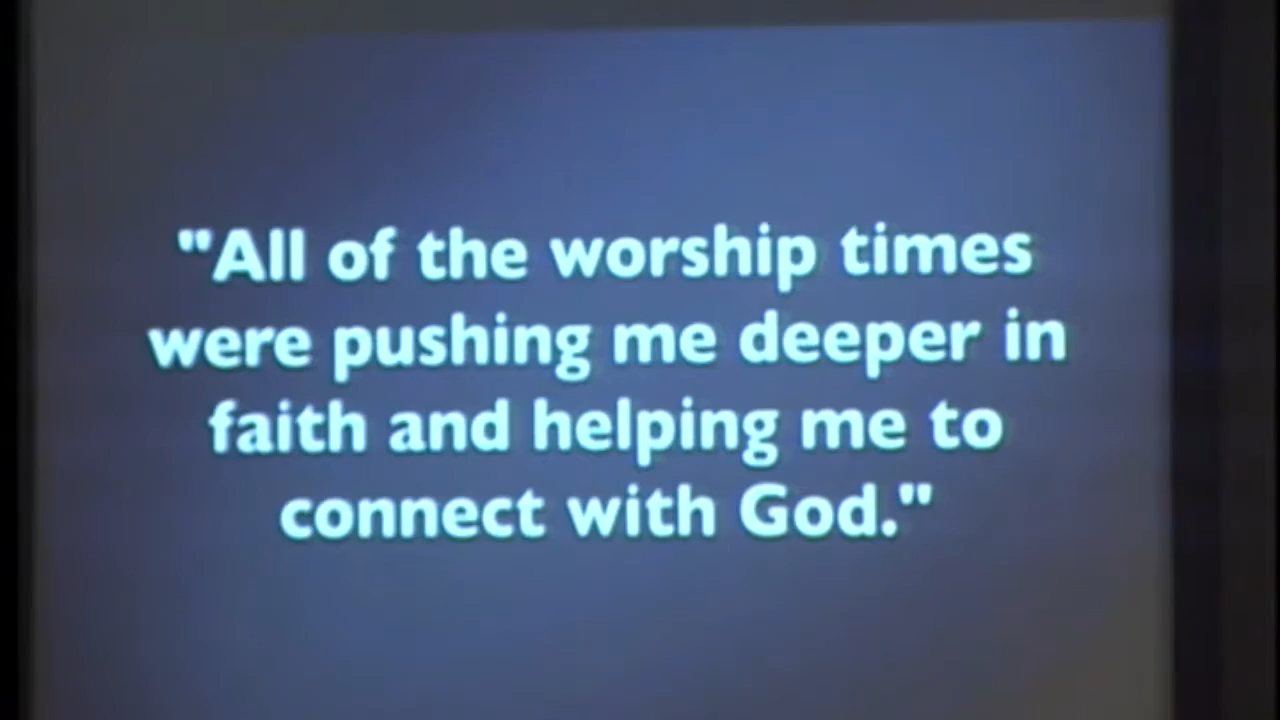 "All of the worship times
were pushing me deeper in
faith and helping me to
connect with God."